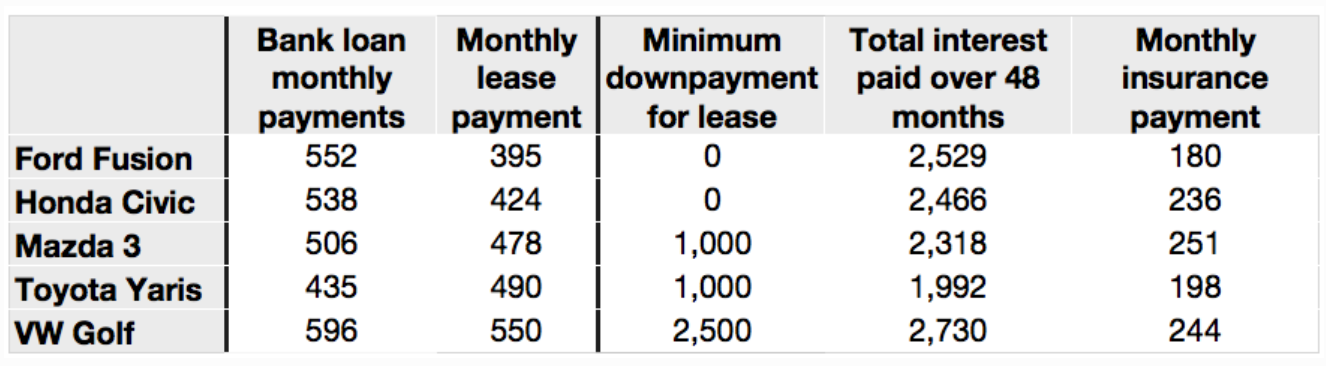 Bank loan monthly payments Monthly lease payment Minimum downpayment for lease Total interest paid over 48 months Monthly insurance payment
Ford Fusion 552 395 0 2,529 180
Honda Civic 538 424 0 2,466 236
Mazda 3 506 478 1,000 2,318 251
Toyota Yaris 435 490 1,000 1,992 198
VW Golf 596 550 2,500 2,730 244